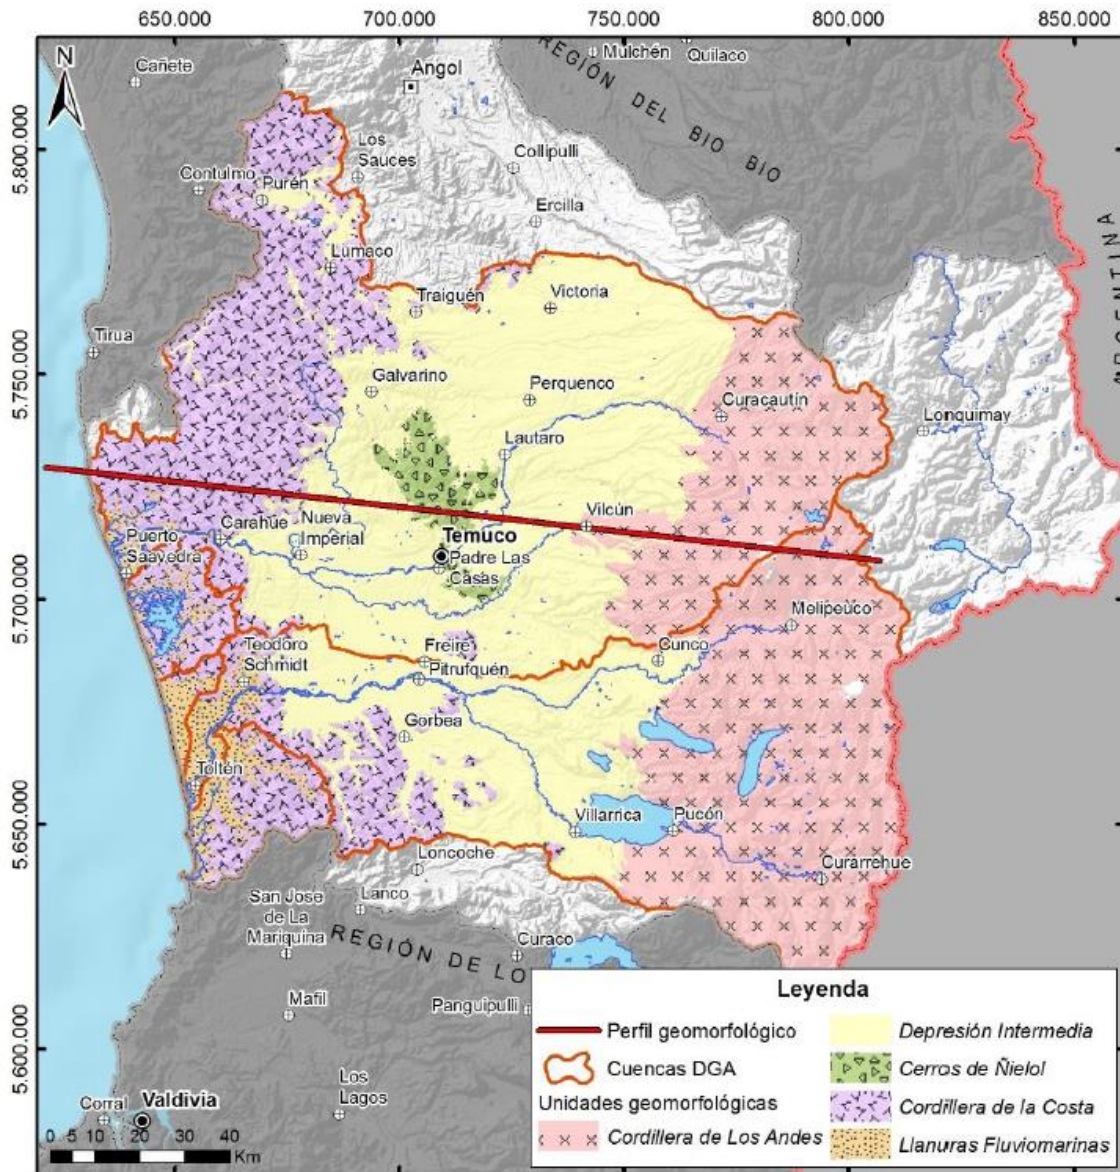 650.000
700.000
750.000
800.000
850.000
N
5.800.000
5.750.000
5.700.000
5.650.000
5.600.000
Cañete
Angol
REGIÓN DEL BIO BIO
Mulchén
Quilaco
Los
Sauces
Collipulli
Contulmo
Purén
Ercilla
Lumaco
ARGENTINA
Traiguén
Victoria
Tirua
Galvarino
Perquenco
Curacautín
Lonquimay
Lautaro
Carahue
Nueva
Imperial
Vilcún
Puerto
Saavedra
Temuco
Padre Las
Casas
Melipeuco
Teodoro
Schmidt
Freire
Pitrufquén
Cunco
Gorbea
Toltén
Villarrica
Pucón
Curarrehue
Loncoche
Lanco
San Jose
de La
Mariquina
REGIÓN DE LO
Curaco
Mafil
Panguipulli
Los
Lagos
Corral
Valdivia
0 5 10 20 30 40
Km
Leyenda
Perfil geomorfológico
Cuencas DGA
Unidades geomorfológicas
Cordillera de Los Andes
Depresión Intermedia
Cerros de Ñielol
Cordillera de la Costa
Llanuras Fluviomarinas